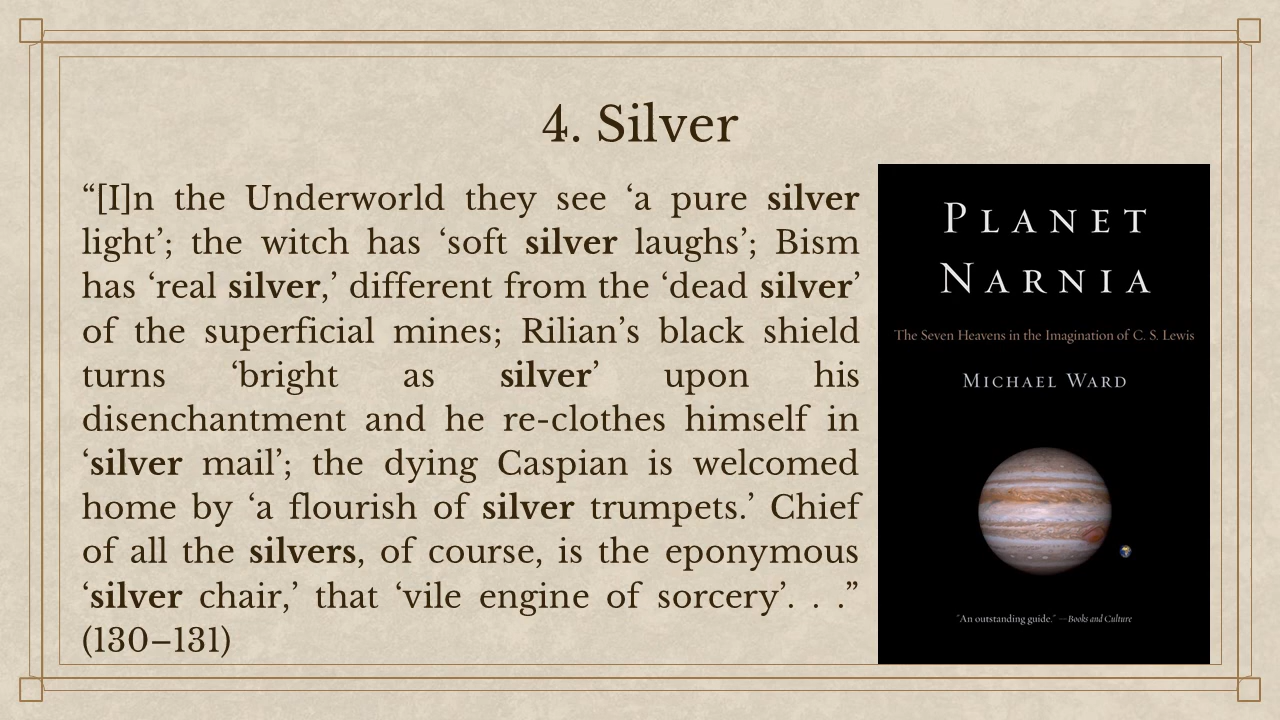 4. Silver
“[I]n the Underworld they see ‘a pure silver
light’; the witch has ‘soft silver laughs’; Bism
has ‘real silver,’ different from the ‘dead silver’
of the superficial mines; Rilian’s black shield
turns ‘bright as silver’ upon his
disenchantment and he re-clothes himself in
‘silver mail’; the dying Caspian is welcomed
home by ‘a flourish of silver trumpets.’ Chief
of all the silvers, of course, is the eponymous
‘silver chair,’ that ‘vile engine of sorcery’. . .”
(130–131)
PLANET
NARNIA
The Seven Heavens in the Imagination of C. S. Lewis
MICHAEL WARD
"An outstanding guide." —Books and Culture